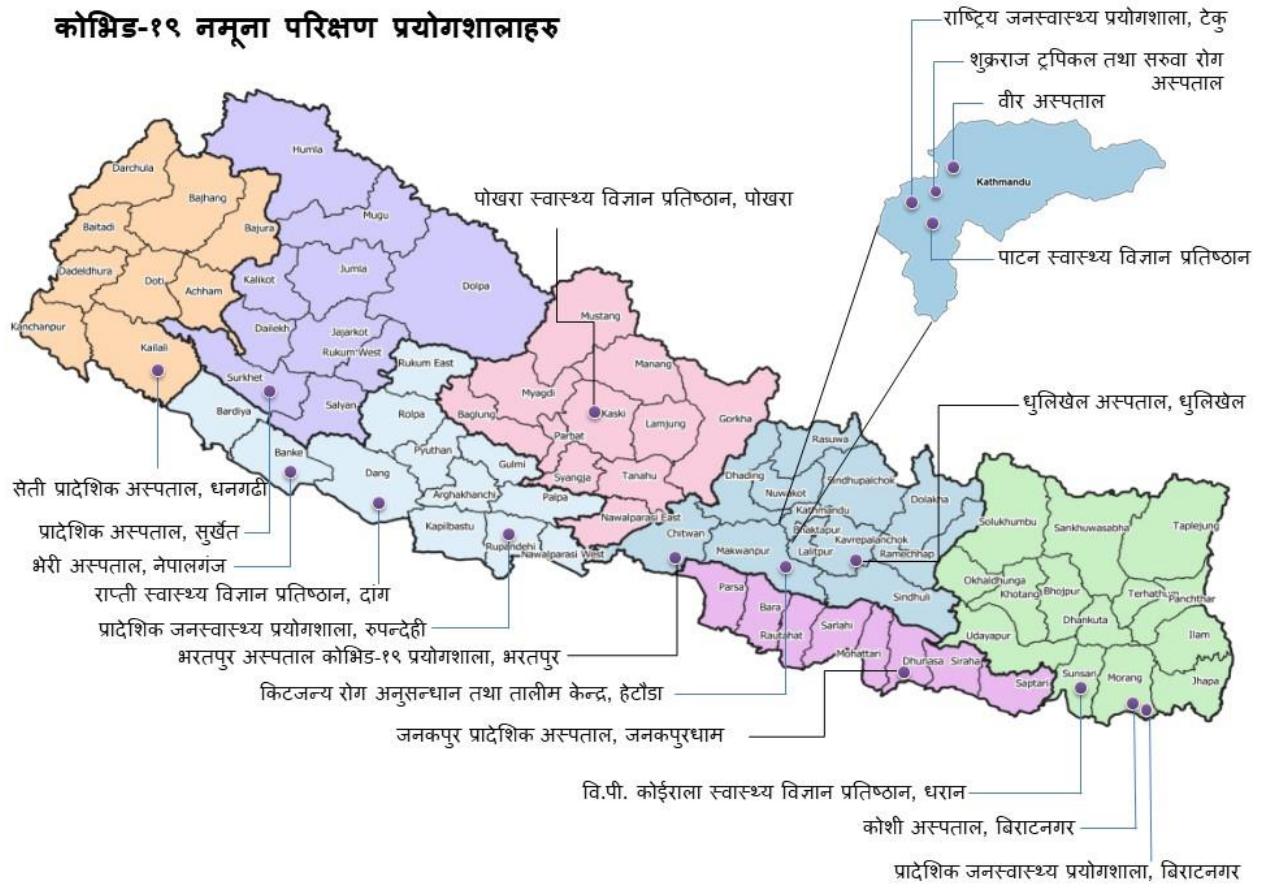 कोभिड-१९ नमूना परिक्षण प्रयोगशालाहरु
राष्ट्रिय जनस्वास्थ्य प्रयोगशाला, टेकु
शुक्रराज ट्रपिकल तथा सरुवा रोग
अस्पताल
वीर अस्पताल
Kathmandu
पाटन स्वास्थ्य विज्ञान प्रतिष्ठान
पोखरा स्वास्थ्य विज्ञान प्रतिष्ठान, पोखरा
धुलिखेल अस्पताल, धुलिखेल
Humla
Darchula
Bajhang
Mugu
Baitadi
Bajura
Jumla
Dadeldhura
Doti
Achham
Kalikot
Dolpa
Kanchanpur
Kailali
Dailekh
Jajarkot
Rukum West
Rukum East
Surkhet
Salyan
Bardiya
Rolpa
Banke
Dang
Pyuthan
Gulmi
Arghakhanchi
Palpa
Kapilbastu
Rupandehi
Nawalparasi West
Mustang
Manang
Myagdi
Baglung
Kaski
Lamjung
Gorkha
Parbat
Syangja
Tanahu
Nawalparasi East
Rasuwa
Dhading
Nuwakot
Sindhupalchok
Dolakha
Kathmandu
Bhaktapur
Chitwan
Makwanpur
Lalitpur
Kavrepalanchok
Ramechhap
Sindhuli
Parsa
Bara
Rautahat
Sarlahi
Mohattari
Dhunasa
Siraha
Saptari
Solukhumbu
Sankhuwasabha
Taplejung
Okhaldhunga
Khotang
Bhojpur
Terhathum
Panchthar
Dhankuta
Udayapur
Ilam
Sunsari
Morang
Jhapa
सेती प्रादेशिक अस्पताल, धनगढी
प्रादेशिक अस्पताल, सुर्खेत
भेरी अस्पताल, नेपालगंज
राप्ती स्वास्थ्य विज्ञान प्रतिष्ठान, दांग
प्रादेशिक जनस्वास्थ्य प्रयोगशाला, रुपन्देही
भरतपुर अस्पताल कोभिड-१९ प्रयोगशाला, भरतपुर
किटजन्य रोग अनुसन्धान तथा तालीम केन्द्र, हेटौडा
जनकपुर प्रादेशिक अस्पताल, जनकपुरधाम
वि.पी. कोईराला स्वास्थ्य विज्ञान प्रतिष्ठान, धरान
कोशी अस्पताल, बिराटनगर
प्रादेशिक जनस्वास्थ्य प्रयोगशाला, बिराटनगर